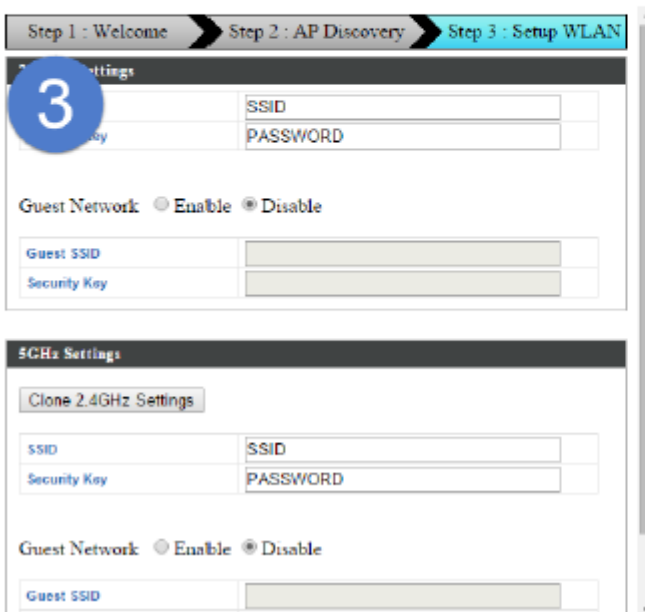 Step 1 : Welcome Step 2 : AP Discovery Step 3 : Setup WLAN
Settings
3
SSID
PASSWORD
Guest Network Enable Disable
Guest SSID
Security Key
5GHz Settings
Clone 2.4GHz Settings
SSID SSID
Security Key PASSWORD
Guest Network Enable Disable
Guest SSID